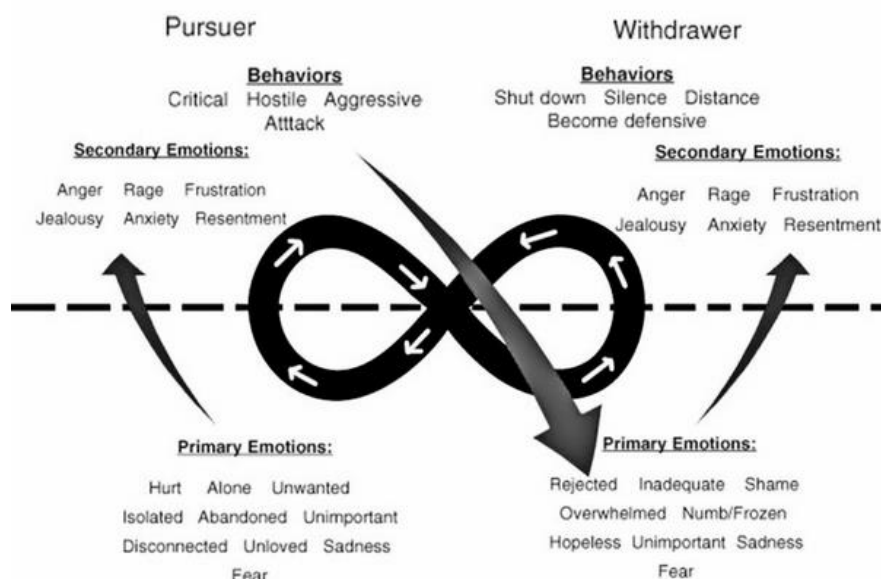 Pursuer
Behaviors
Critical Hostile Aggressive
Atttack
Secondary Emotions:
Anger Rage Frustration
Jealousy Anxiety Resentment
Primary Emotions:
Hurt Alone Unwanted
Isolated Abandoned Unimportant
Disconnected Unloved Sadness
Fear
Withdrawer
Behaviors
Shut down Silence Distance
Become defensive
Secondary Emotions:
Anger Rage Frustration
Jealousy Anxiety Resentment
Primary Emotions:
Rejected Inadequate Shame
Overwhelmed Numb/Frozen
Hopeless Unimportant Sadness
Fear